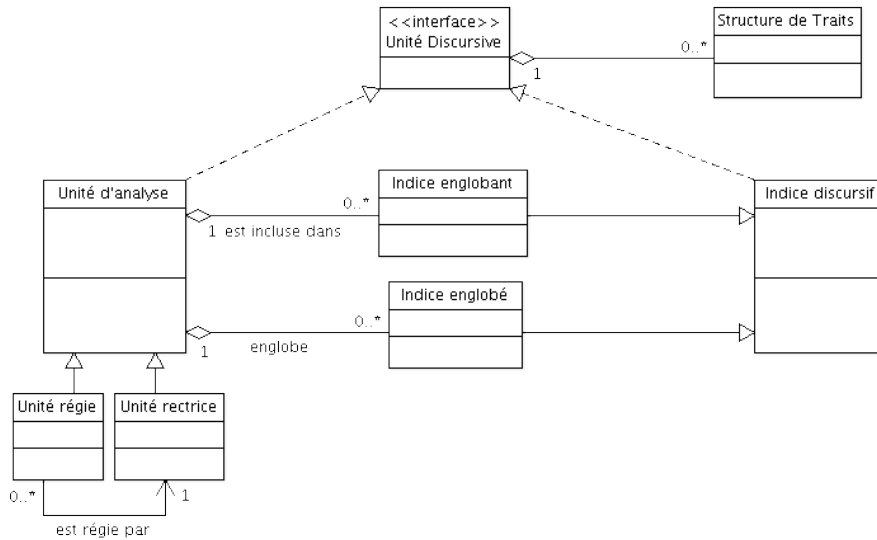 <<interface>>
Unité Discursive
Structure de Traits
1
0..*
Unité d'analyse
Indice englobant
Indice discursif
0..*
1 est incluse dans
Indice englobé
0..*
1
englobe
Unité régie
Unité rectrice
0..*
1
est régie par